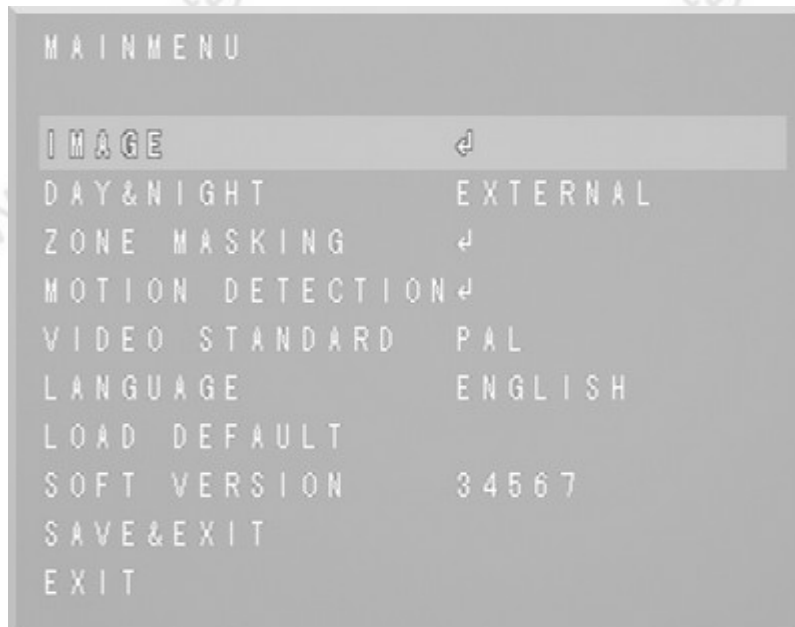 MAINMENU
IMAGE ↲
DAY&NIGHT EXTERNAL
ZONE MASKING ↲
MOTION DETECTION↲
VIDEO STANDARD PAL
LANGUAGE ENGLISH
LOAD DEFAULT
SOFT VERSION 34567
SAVE&EXIT
EXIT